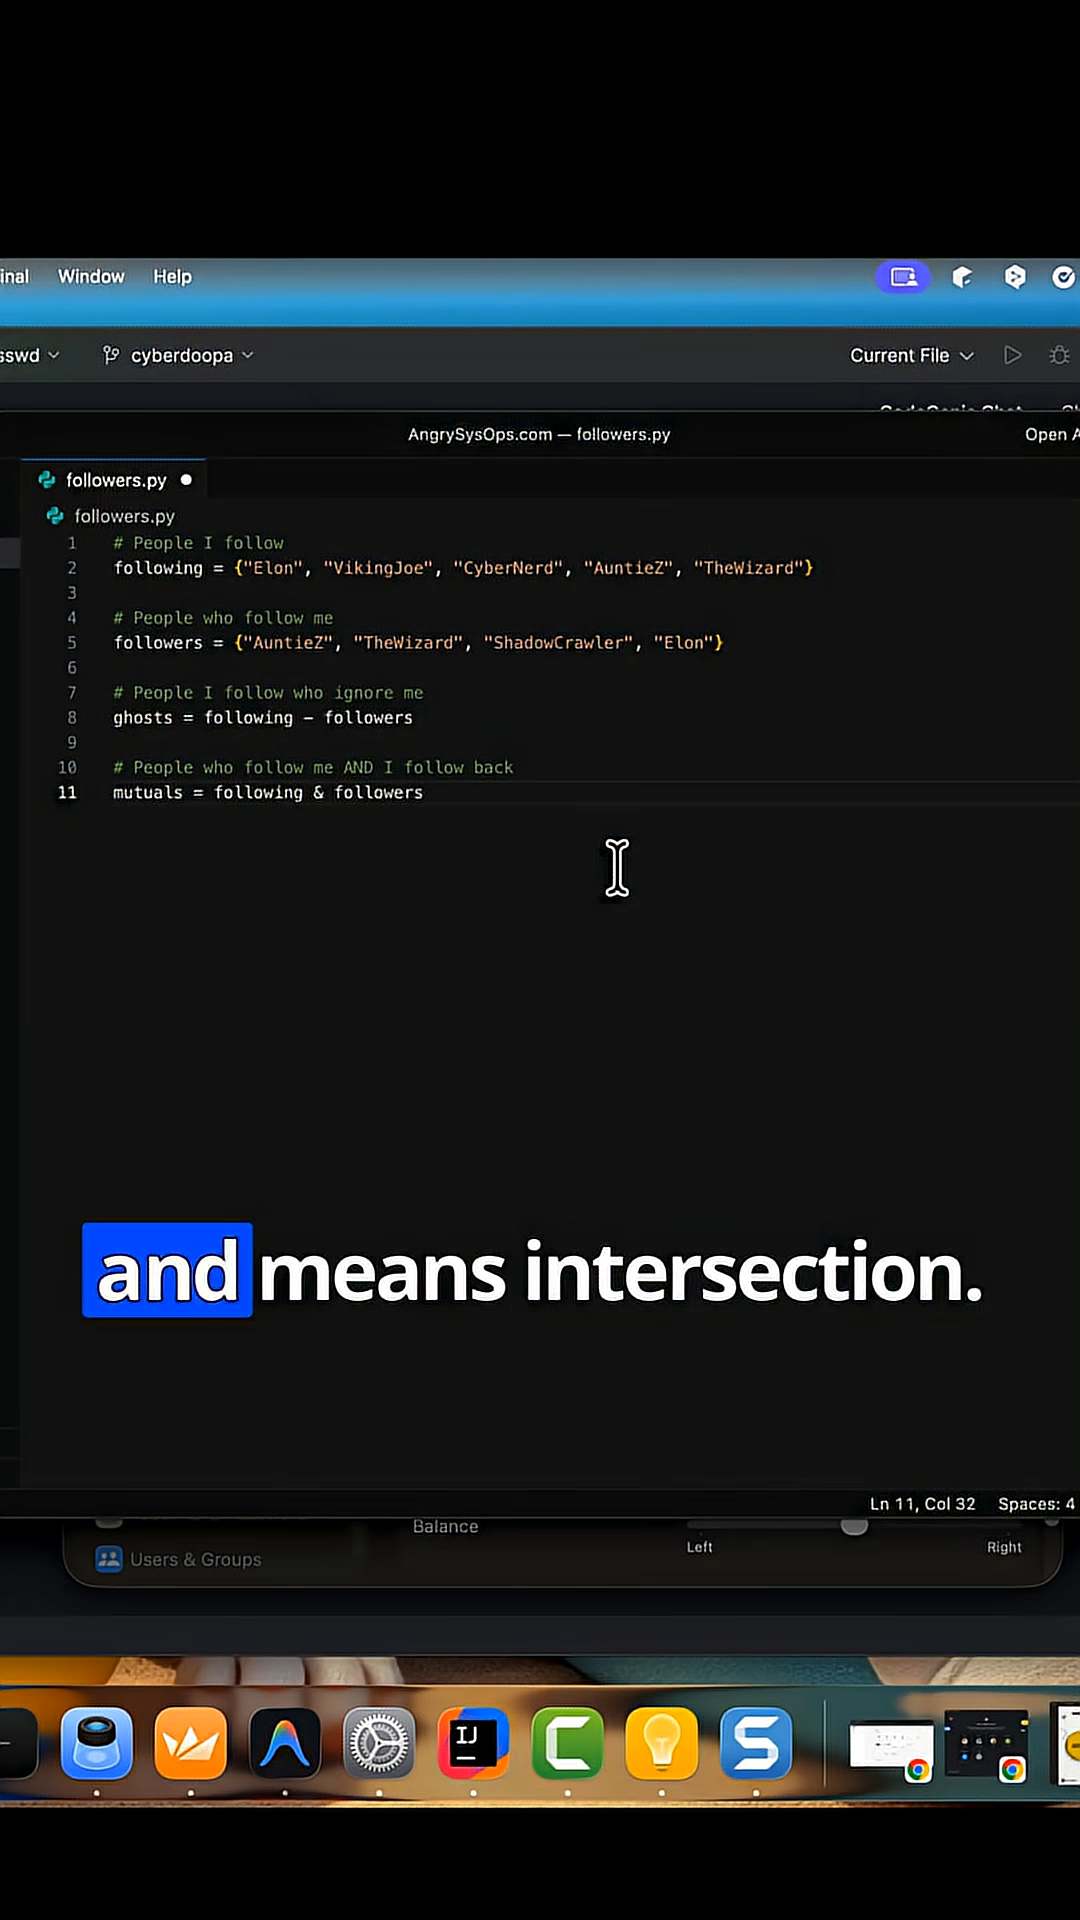 Window Help
cyberdoopa Current File
AngrySysOps.com — followers.py Open
followers.py
followers.py
1 # People I follow
2 following = {"Elon", "VikingJoe", "CyberNerd", "AuntieZ", "TheWizard"}
3
4 # People who follow me
5 followers = {"AuntieZ", "TheWizard", "ShadowCrawler", "Elon"}
6
7 # People I follow who ignore me
8 ghosts = following - followers
9
10 # People who follow me AND I follow back
11 mutuals = following & followers
and means intersection.
Ln 11, Col 32 Spaces: 4
Balance
Left Right
Users & Groups
IJ